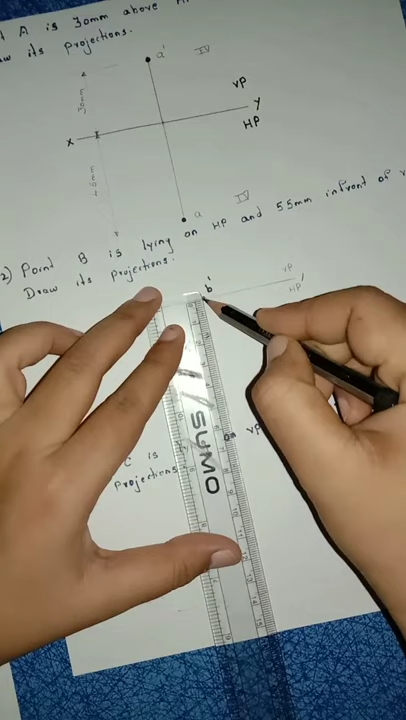 A is 30mm above
its projections.
a'
IV
VP
X
Y
HP
a
IV
2) Point B is lying on HP and 55mm infront of
Draw its projections.
b'
VP
HP
on VP
C is
projections
SUMO